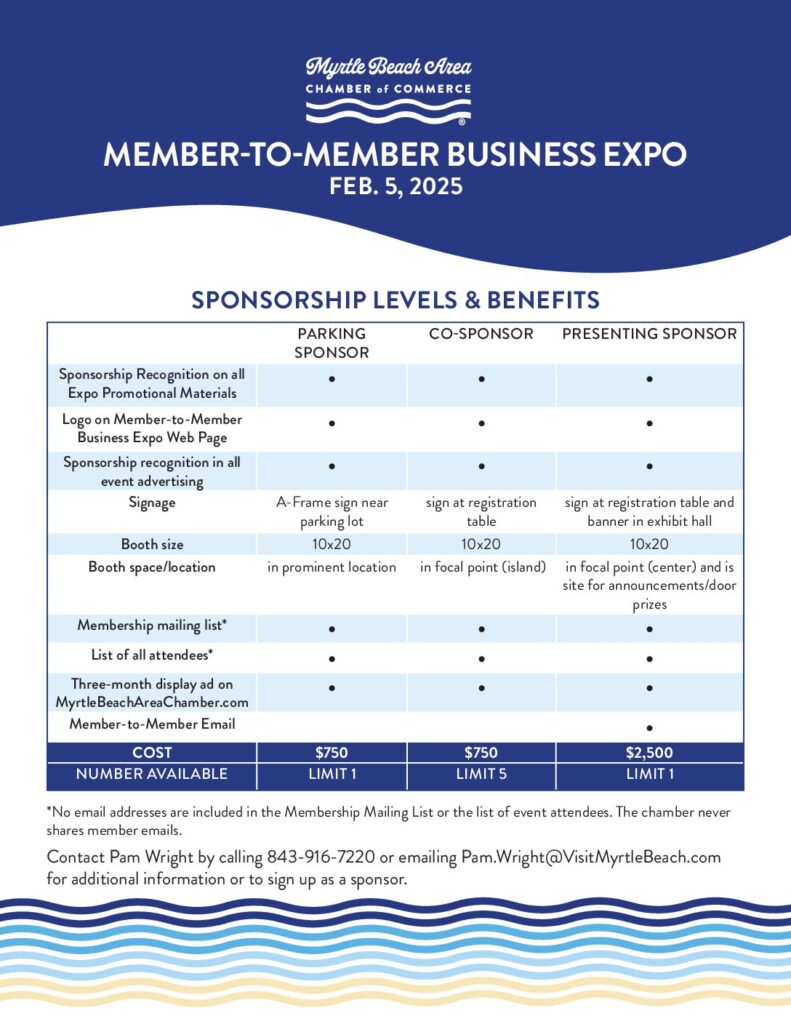 Myrtle Beach Area
CHAMBER of COMMERCE
®
MEMBER-TO-MEMBER BUSINESS EXPO
FEB. 5, 2025
SPONSORSHIP LEVELS & BENEFITS
PARKING
SPONSOR
CO-SPONSOR
PRESENTING SPONSOR
Sponsorship Recognition on all
Expo Promotional Materials
• • •
Logo on Member-to-Member
Business Expo Web Page
• • •
Sponsorship recognition in all
event advertising
• • •
Signage
A-Frame sign near
parking lot
sign at registration
table
sign at registration table and
banner in exhibit hall
Booth size 10x20 10x20 10x20
Booth space/location
in prominent location
in focal point (island)
in focal point (center) and is
site for announcements/door
prizes
Membership mailing list* • • •
List of all attendees* • • •
Three-month display ad on
MyrtleBeachAreaChamber.com
• • •
Member-to-Member Email •
COST $750 $750 $2,500
NUMBER AVAILABLE LIMIT 1 LIMIT 5 LIMIT 1
*No email addresses are included in the Membership Mailing List or the list of event attendees. The chamber never
shares member emails.
Contact Pam Wright by calling 843-916-7220 or emailing Pam.Wright@VisitMyrtleBeach.com
for additional information or to sign up as a sponsor.